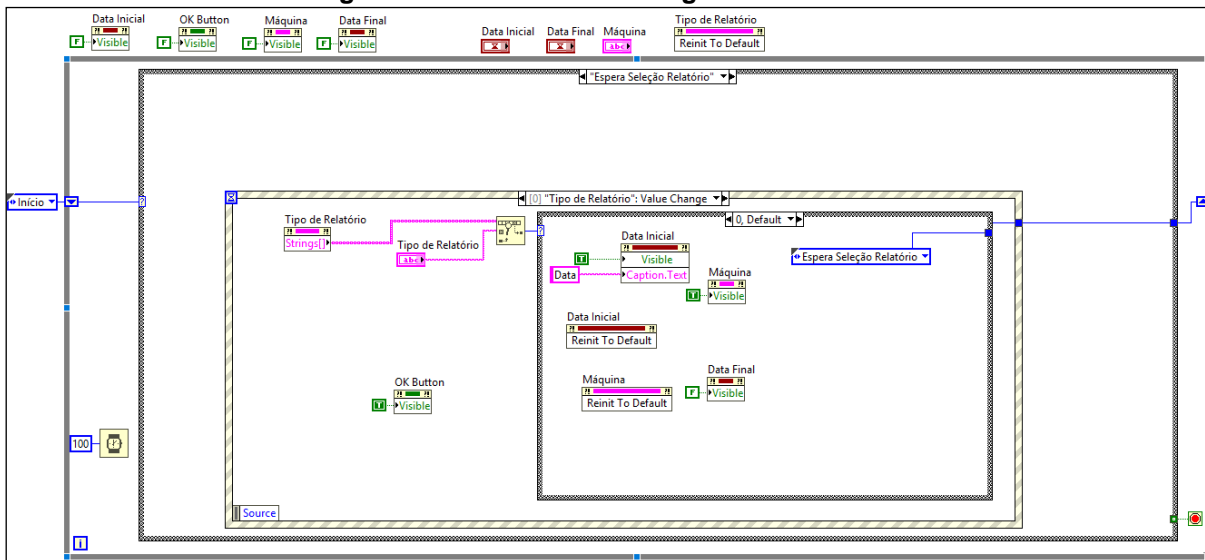 Data Inicial OK Button Máquina Data Final Data Inicial Data Final Máquina Tipo de Relatório
F Visible F Visible F Visible F Visible abc Reinit To Default
"Espera Seleção Relatório"
Início
[0] "Tipo de Relatório": Value Change
Tipo de Relatório
Strings[]
Tipo de Relatório
abc
0, Default
Data Inicial
T Visible
Data Caption.Text
Espera Seleção Relatório
Máquina
T Visible
Data Inicial
Reinit To Default
OK Button
T Visible
Máquina
Reinit To Default
Data Final
F Visible
100
Source
i